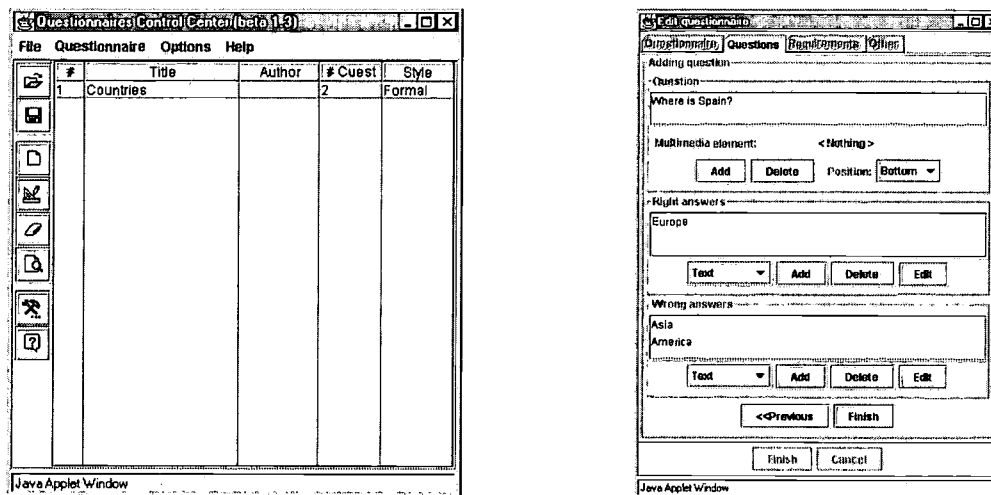 Questionnaires Control Center (beta 1.3)
File Questionnaire Options Help
# Title Author # Cuest Style
1 Countries 2 Formal
Java Applet Window
Edit questionnaire
Questionnaire Questions Requirements Other
Adding question
Question
Where is Spain?
Multimedia element: <Nothing>
Add Delete Position: Bottom
Right answers
Europe
Text Add Delete Edit
Wrong answers
Asia
America
Text Add Delete Edit
<<Previous Finish
Finish Cancel
Java Applet Window